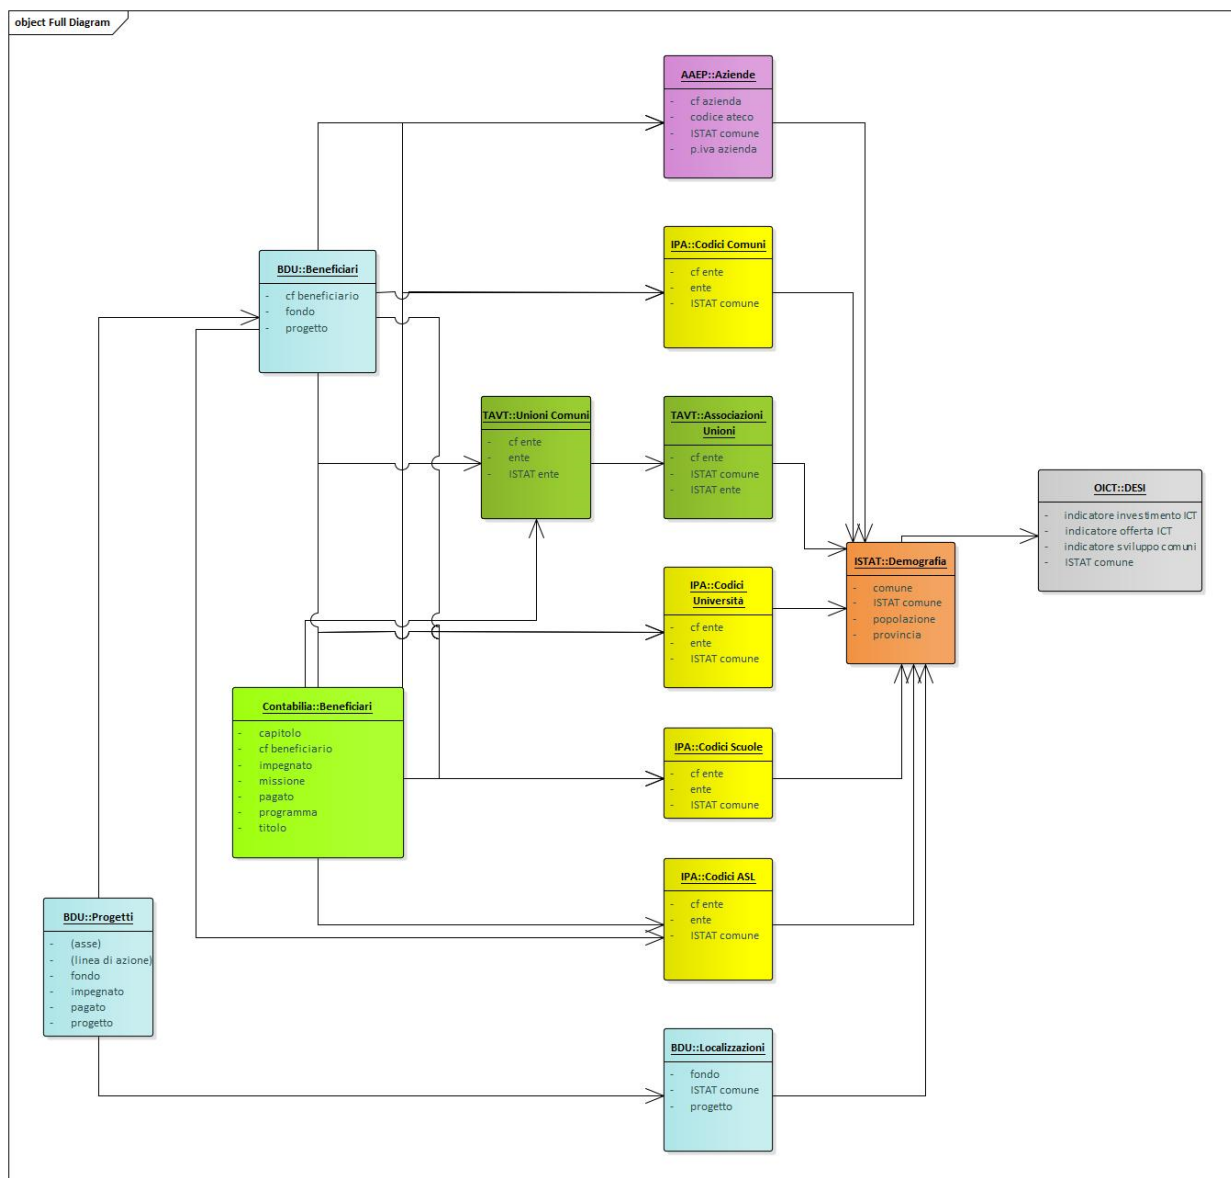 object Full Diagram
AAEP::Aziende
- cf azienda
- codice ateco
- ISTAT comune
- p.iva azienda
IPA::Codici Comuni
- cf ente
- ente
- ISTAT comune
BDU::Beneficiari
- cf beneficiario
- fondo
- progetto
TAVT::Unioni Comuni
- cf ente
- ente
- ISTAT ente
TAVT::Associazioni
Unioni
- cf ente
- ISTAT comune
- ISTAT ente
OICT::DESI
- indicatore investimento ICT
- indicatore offerta ICT
- indicatore sviluppo comuni
- ISTAT comune
ISTAT::Demografia
- comune
- ISTAT comune
- popolazione
- provincia
IPA::Codici
Universitá
- cf ente
- ente
- ISTAT comune
Contabilia::Beneficiari
- capitolo
- cf beneficiario
- impegnato
- missione
- pagato
- programma
- titolo
IPA::Codici Scuole
- cf ente
- ente
- ISTAT comune
IPA::Codici ASL
- cf ente
- ente
- ISTAT comune
BDU::Progetti
- (asse)
- (linea di azione)
- fondo
- impegnato
- pagato
- progetto
BDU::Localizzazioni
- fondo
- ISTAT comune
- progetto